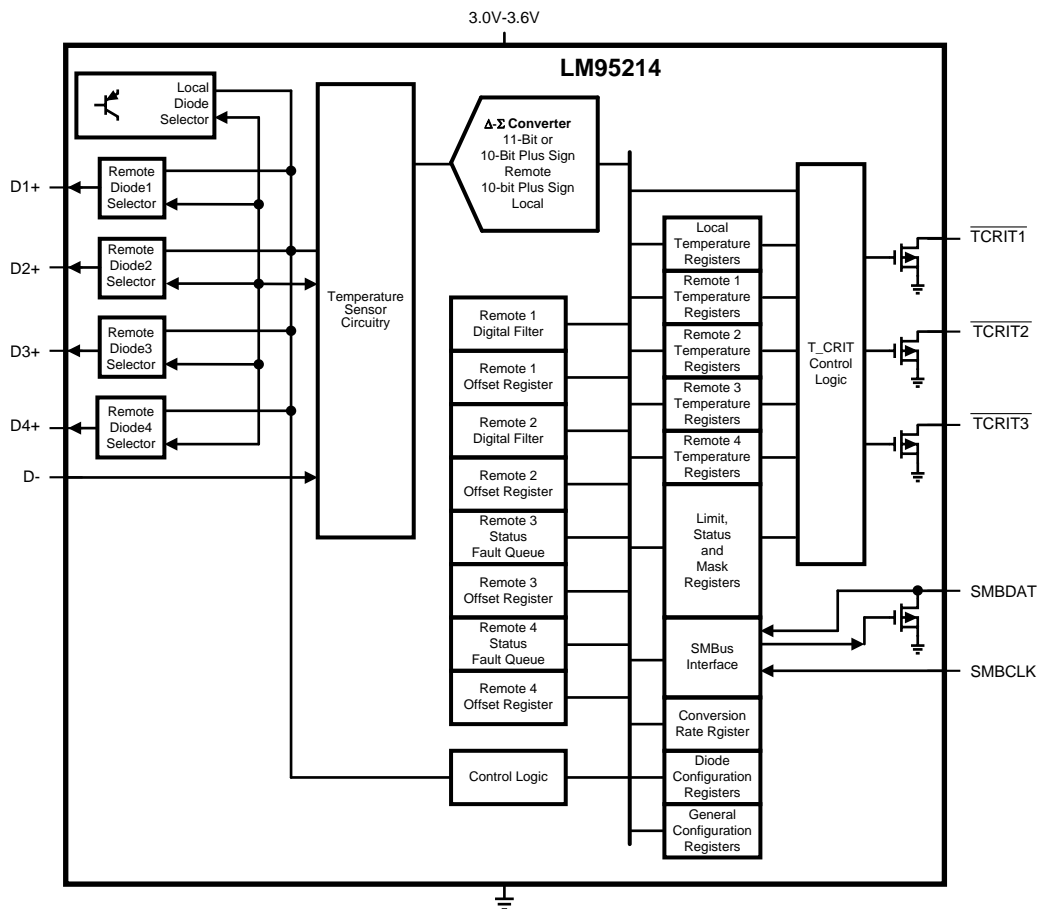 3.0V-3.6V
LM95214
Local
Diode
Selector
Remote
Diode1
Selector
Remote
Diode2
Selector
Remote
Diode3
Selector
Remote
Diode4
Selector
D1+
D2+
D3+
D4+
D-
Temperature
Sensor
Circuitry
Δ-Σ Converter
11-Bit or
10-Bit Plus Sign
Remote
10-bit Plus Sign
Local
Remote 1
Digital Filter
Remote 1
Offset Register
Remote 2
Digital Filter
Remote 2
Offset Register
Remote 3
Status
Fault Queue
Remote 3
Offset Register
Remote 4
Status
Fault Queue
Remote 4
Offset Register
Control Logic
Local
Temperature
Registers
Remote 1
Temperature
Registers
Remote 2
Temperature
Registers
Remote 3
Temperature
Registers
Remote 4
Temperature
Registers
Limit,
Status
and
Mask
Registers
SMBus
Interface
Conversion
Rate Rgister
Diode
Configuration
Registers
General
Configuration
Registers
T_CRIT
Control
Logic
TCRIT1
TCRIT2
TCRIT3
SMBDAT
SMBCLK